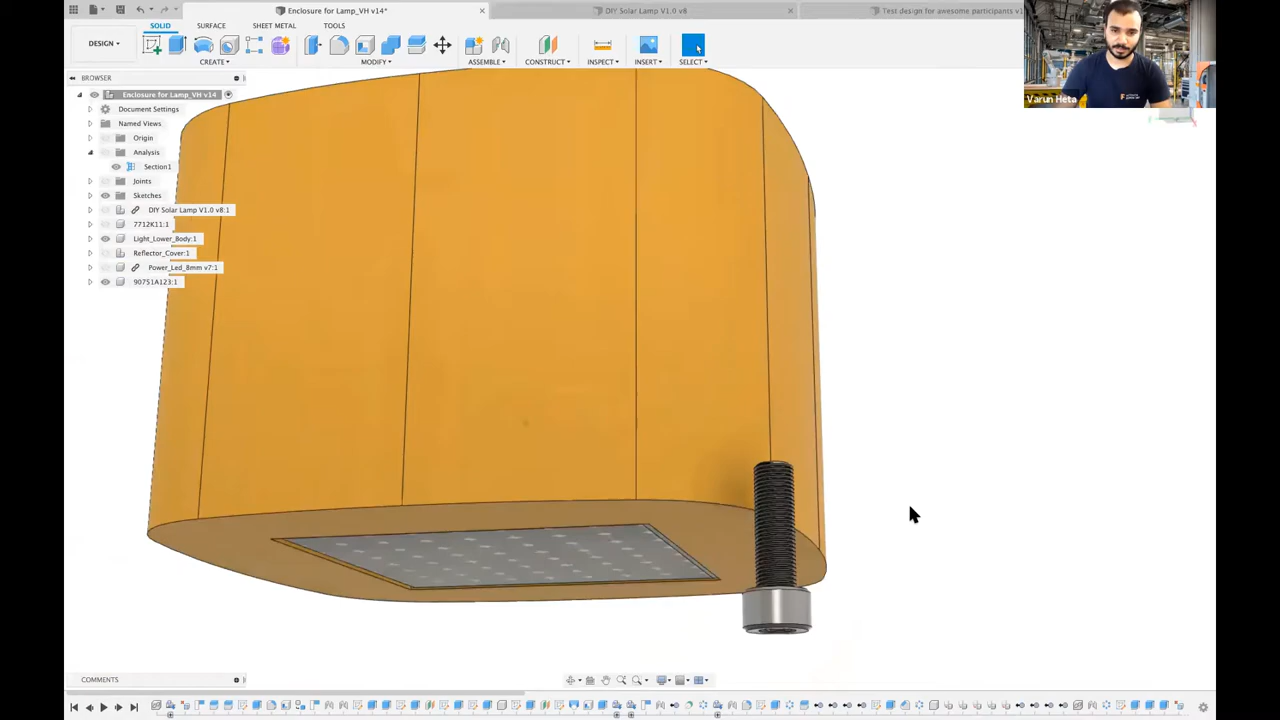 Enclosure for Lamp_VH v14*
DIY Solar Lamp V1.0 v8
Test design for awesome participants v1
SOLID
SURFACE
SHEET METAL
TOOLS
DESIGN
CREATE
MODIFY
ASSEMBLE
CONSTRUCT
INSPECT
INSERT
SELECT
BROWSER
Enclosure for Lamp_VH v14
Document Settings
Named Views
Origin
Analysis
Section1
Joints
Sketches
DIY Solar Lamp V1.0 v8:1
7712K11:1
Light_Lower_Body:1
Reflector_Cover:1
Power_Led_8mm v7:1
90751A123:1
Varun Heta
COMMENTS